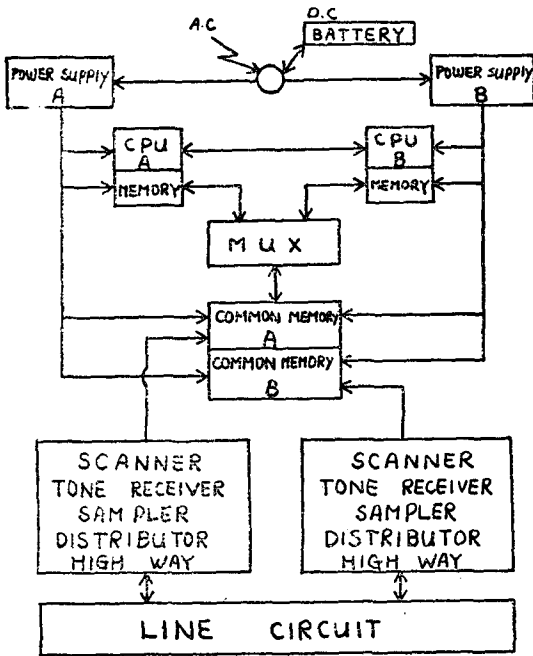 A.C
D.C
BATTERY
POWER SUPPLY
A
POWER SUPPLY
B
CPU
A
MEMORY
CPU
B
MEMORY
MUX
COMMON MEMORY
A
COMMON MEMORY
B
SCANNER
TONE RECEIVER
SAMPLER
DISTRIBUTOR
HIGH WAY
SCANNER
TONE RECEIVER
SAMPLER
DISTRIBUTOR
HIGH WAY
LINE CIRCUIT